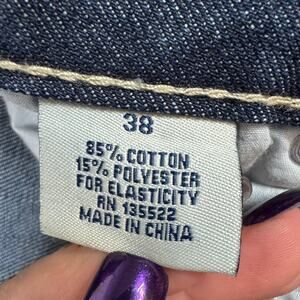 38
85% COTTON
15% POLYESTER
FOR ELASTICITY
RN 135522
MADE IN CHINA